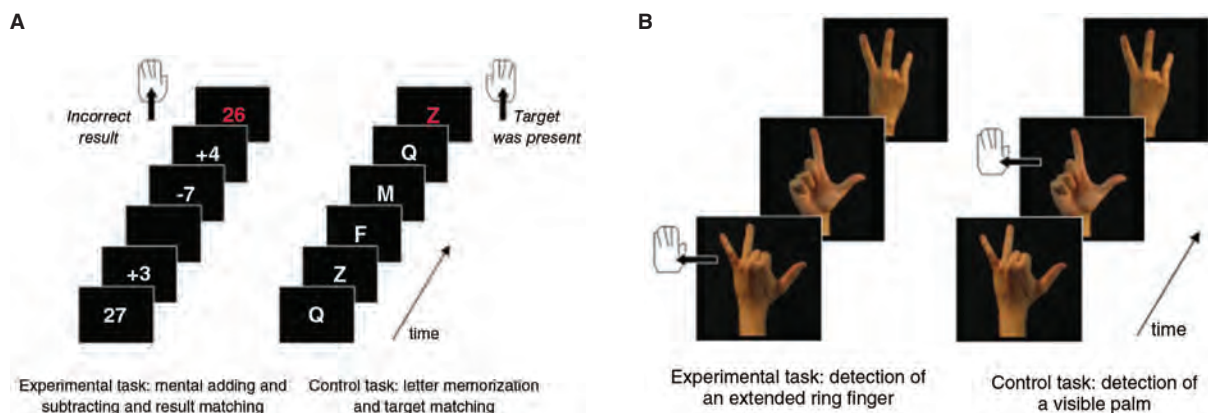 A
Incorrect
result
26
+4
-7
+3
27
Experimental task: mental adding and
subtracting and result matching
Z
Target
was present
Q
M
F
Z
Q
time
Control task: letter memorization
and target matching
B
time
Experimental task: detection of
an extended ring finger
Control task: detection of
a visible palm